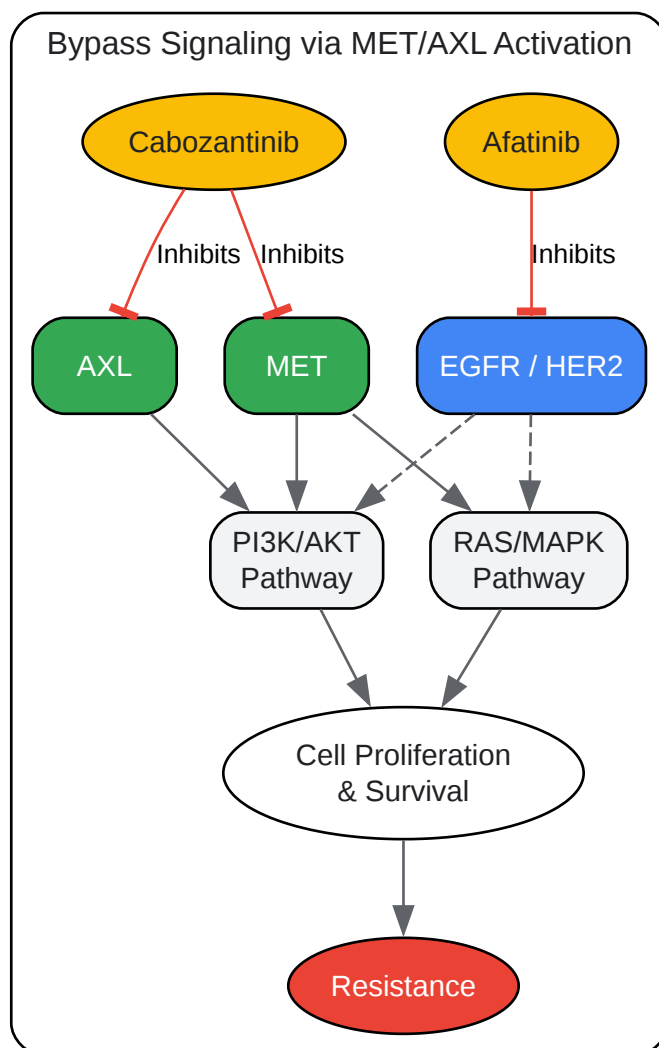 Bypass Signaling via MET/AXL Activation
Cabozantinib
Afatinib
Inhibits
Inhibits
Inhibits
AXL
MET
EGFR / HER2
PI3K/AKT
Pathway
RAS/MAPK
Pathway
Cell Proliferation
& Survival
Resistance